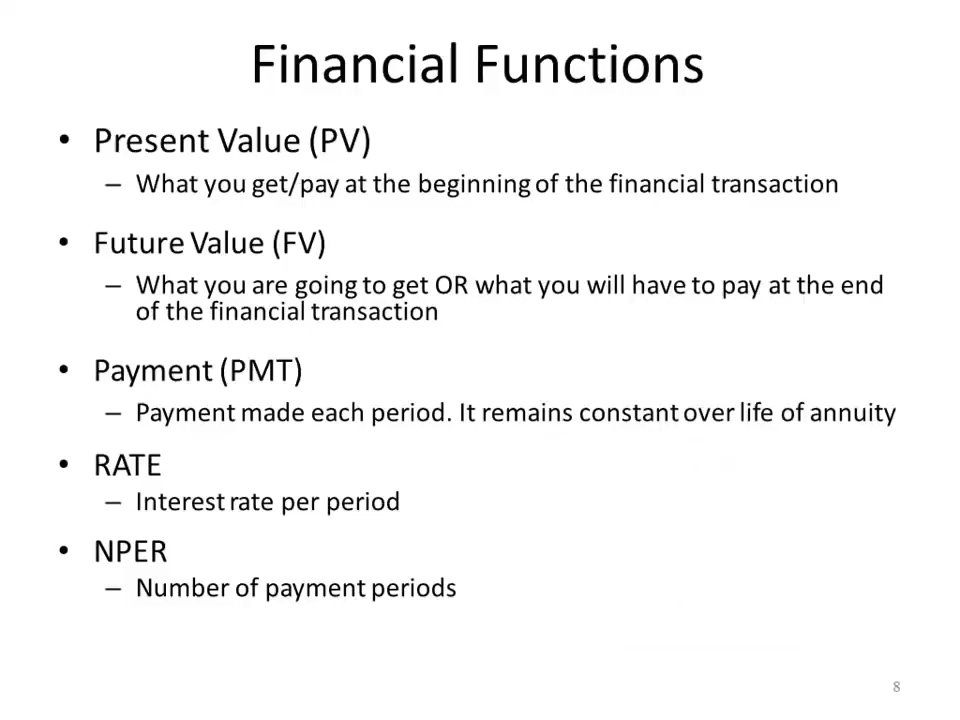 Financial Functions
• Present Value (PV)
– What you get/pay at the beginning of the financial transaction
• Future Value (FV)
– What you are going to get OR what you will have to pay at the end
of the financial transaction
• Payment (PMT)
– Payment made each period. It remains constant over life of annuity
• RATE
– Interest rate per period
• NPER
– Number of payment periods
8